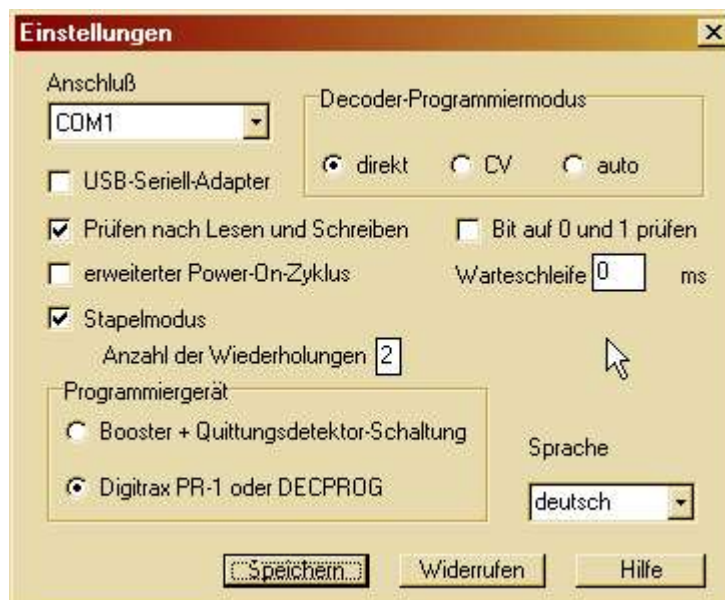 Einstellungen
Anschluß
COM1
Decoder-Programmiermodus
direkt CV auto
USB-Seriell-Adapter
Prüfen nach Lesen und Schreiben
Bit auf 0 und 1 prüfen
erweiterter Power-On-Zyklus
Warteschleife 0 ms
Stapelmodus
Anzahl der Wiederholungen 2
Programmiergerät
Booster + Quittungsdetektor-Schaltung
Digitrax PR-1 oder DECPROG
Sprache
deutsch
Speichern Widerrufen Hilfe